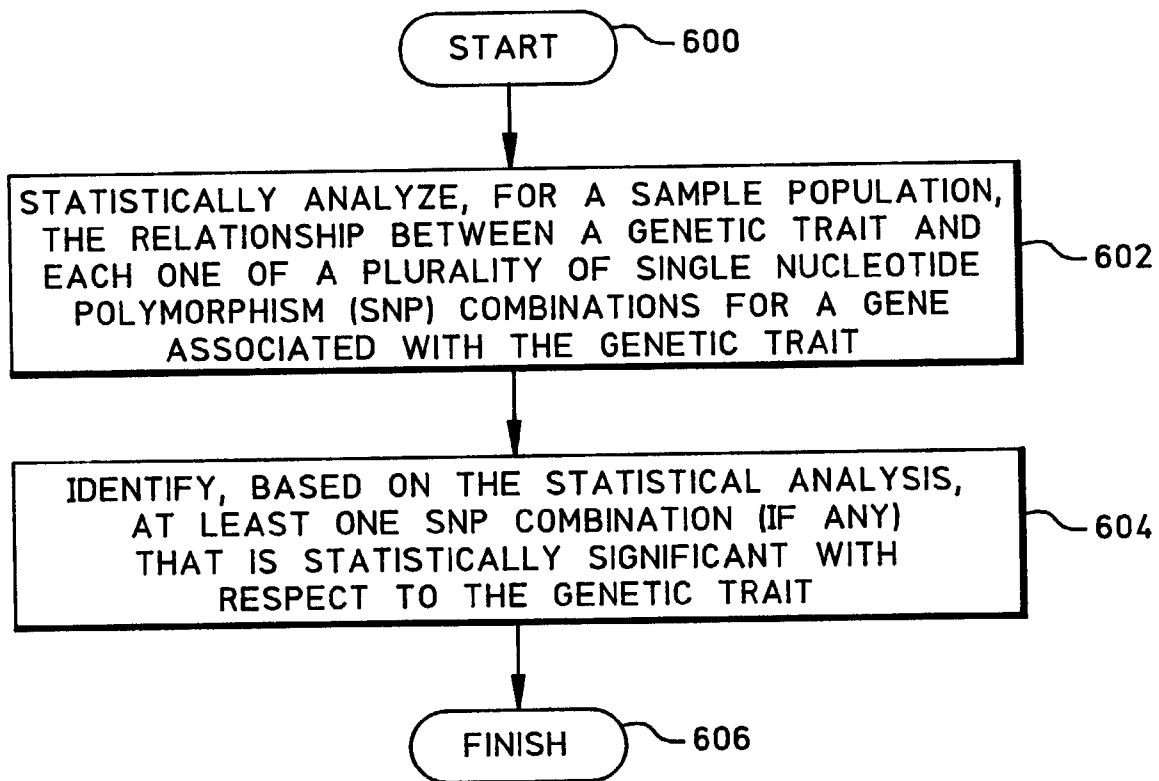 START
600
STATISTICALLY ANALYZE, FOR A SAMPLE POPULATION,
THE RELATIONSHIP BETWEEN A GENETIC TRAIT AND
EACH ONE OF A PLURALITY OF SINGLE NUCLEOTIDE
POLYMORPHISM (SNP) COMBINATIONS FOR A GENE
ASSOCIATED WITH THE GENETIC TRAIT
602
IDENTIFY, BASED ON THE STATISTICAL ANALYSIS,
AT LEAST ONE SNP COMBINATION (IF ANY)
THAT IS STATISTICALLY SIGNIFICANT WITH
RESPECT TO THE GENETIC TRAIT
604
FINISH
606